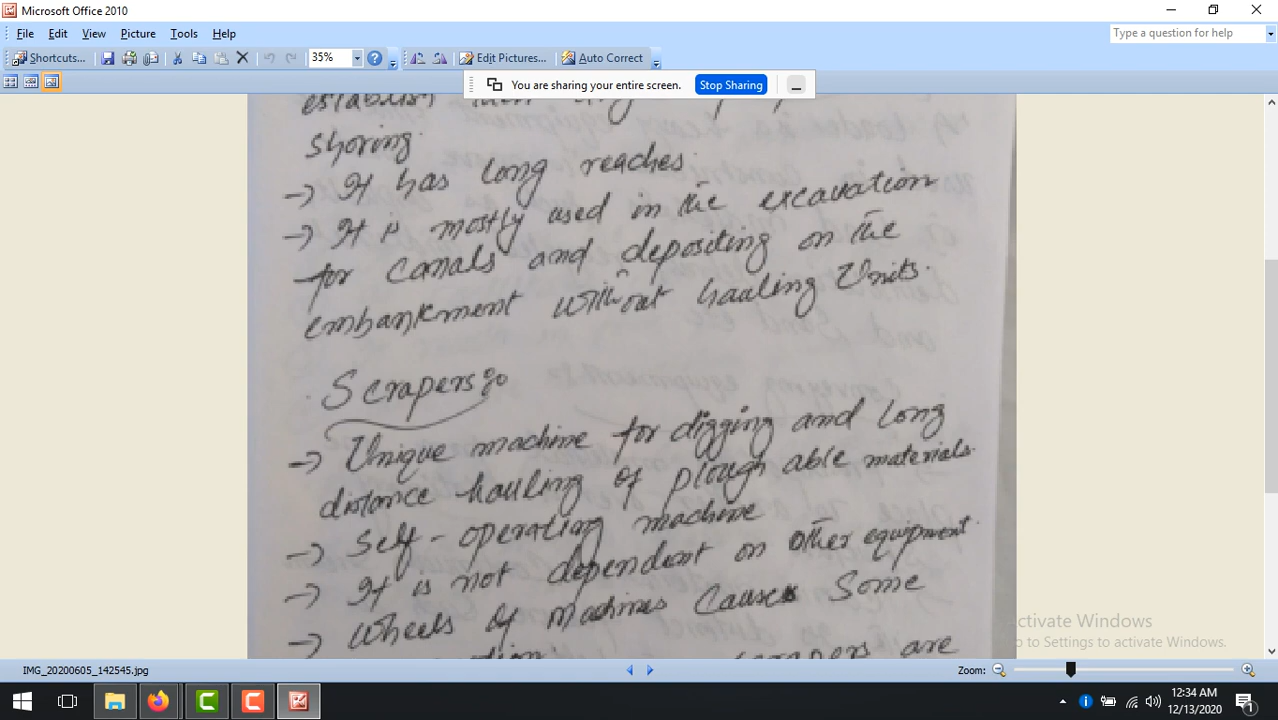 Microsoft Office 2010
File Edit View Picture Tools Help
Type a question for help
Shortcuts... 35% Edit Pictures... Auto Correct
You are sharing your entire screen. Stop Sharing
shoring.
-> It has long reaches.
-> It is mostly used in the excavation
for canals and depositing on the
embankment without hauling Units.
Scrapers:
-> Unique machine for digging and long
distance hauling of plough able materials.
-> Self - operating machine
-> It is not dependent on other equipment.
-> Wheels of machines causes some
are
Activate Windows
Go to Settings to activate Windows.
IMG_20200605_142545.jpg
Zoom:
12:34 AM
12/13/2020
1